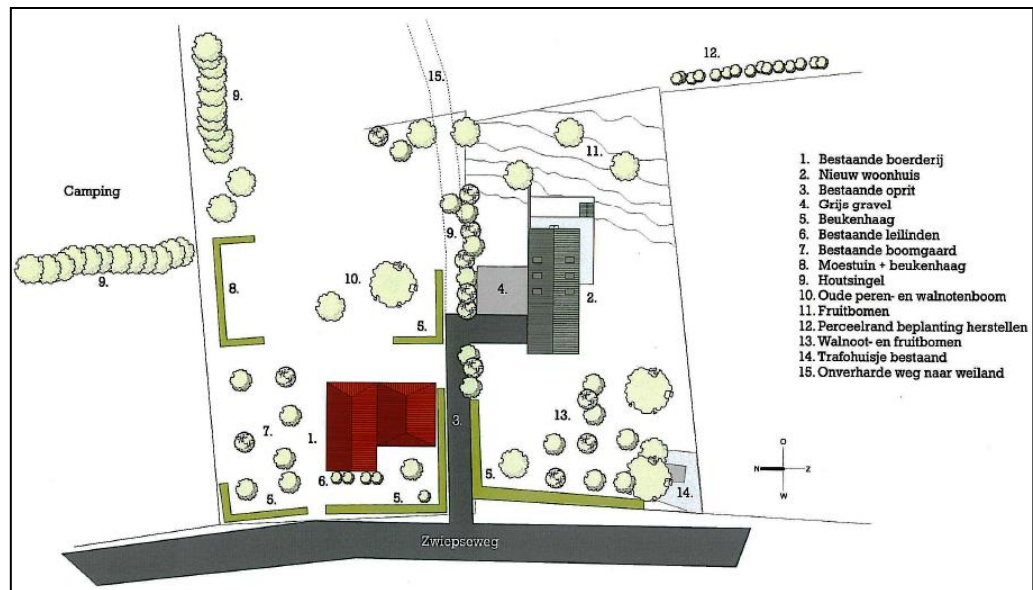 12.
15.
9.
11.
Camping
1. Bestaande boerderij
2. Nieuw woonhuis
3. Bestaande oprit
4. Grijs gravel
5. Beukenhaag
6. Bestaande leilinden
7. Bestaande boomgaard
8. Moestuin + beukenhaag
9. Houtsingel
10. Oude peren- en walnotenboom
11. Fruitbomen
12. Perceelrand beplanting herstellen
13. Walnoot- en fruitbomen
14. Trafohuisje bestaand
15. Onverharde weg naar weiland
9.
9.
8.
10.
4.
2.
5.
7.
1.
3.
13.
6.
5.
5.
5.
14.
O
N
Z
W
Zwiepseweg